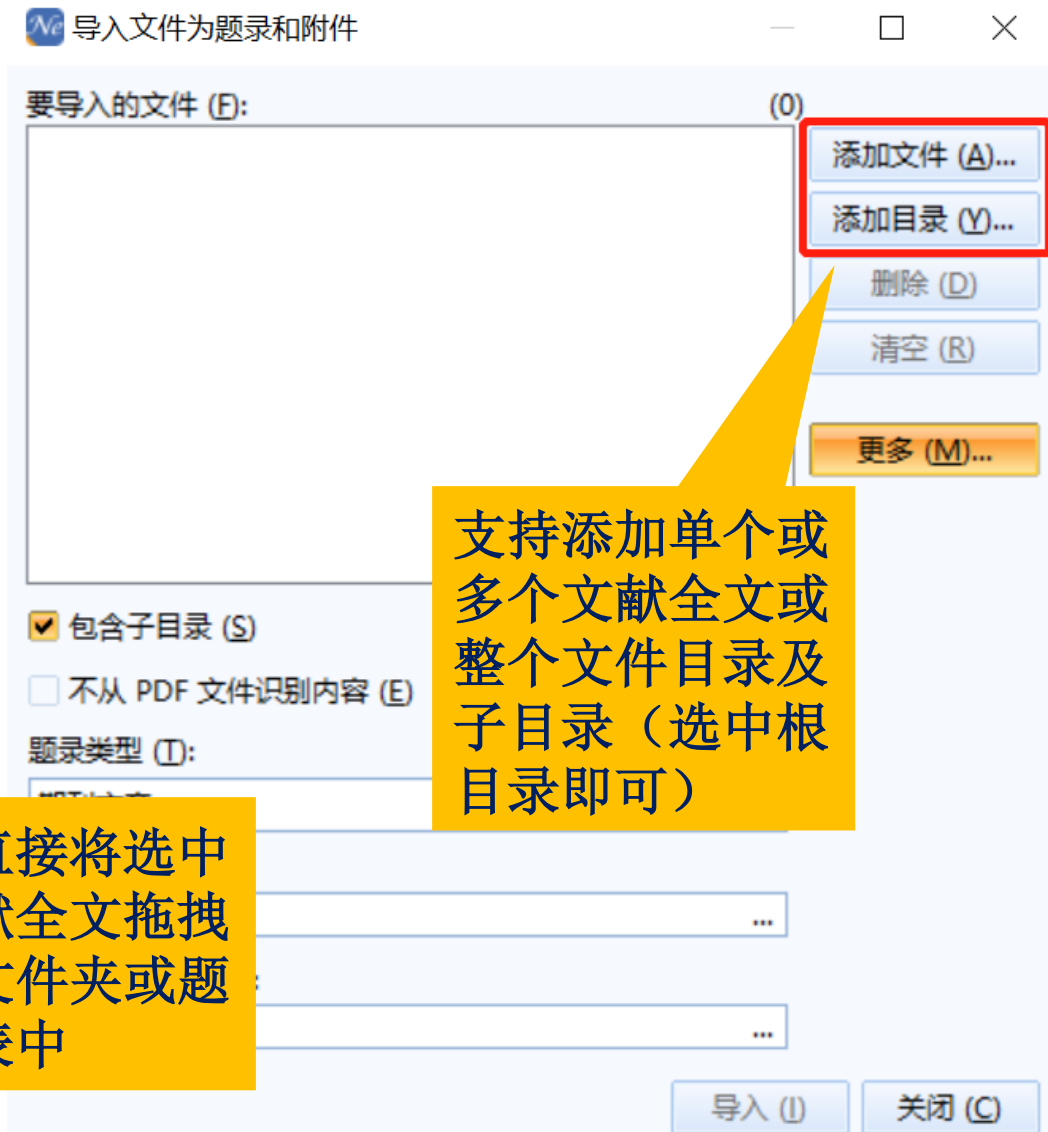 Ne 导入文件为题录和附件
要导入的文件 (F):
(0)
添加文件 (A)...
添加目录 (Y)...
删除 (D)
清空 (R)
更多 (M)...
支持添加单个或
多个文献全文或
整个文件目录及
子目录（选中根
目录即可）
包含子目录 (S)
不从 PDF 文件识别内容 (E)
题录类型 (T):
直接将选中
献全文拖拽
文件夹或题
表中
...
:
...
导入 (I)
关闭 (C)